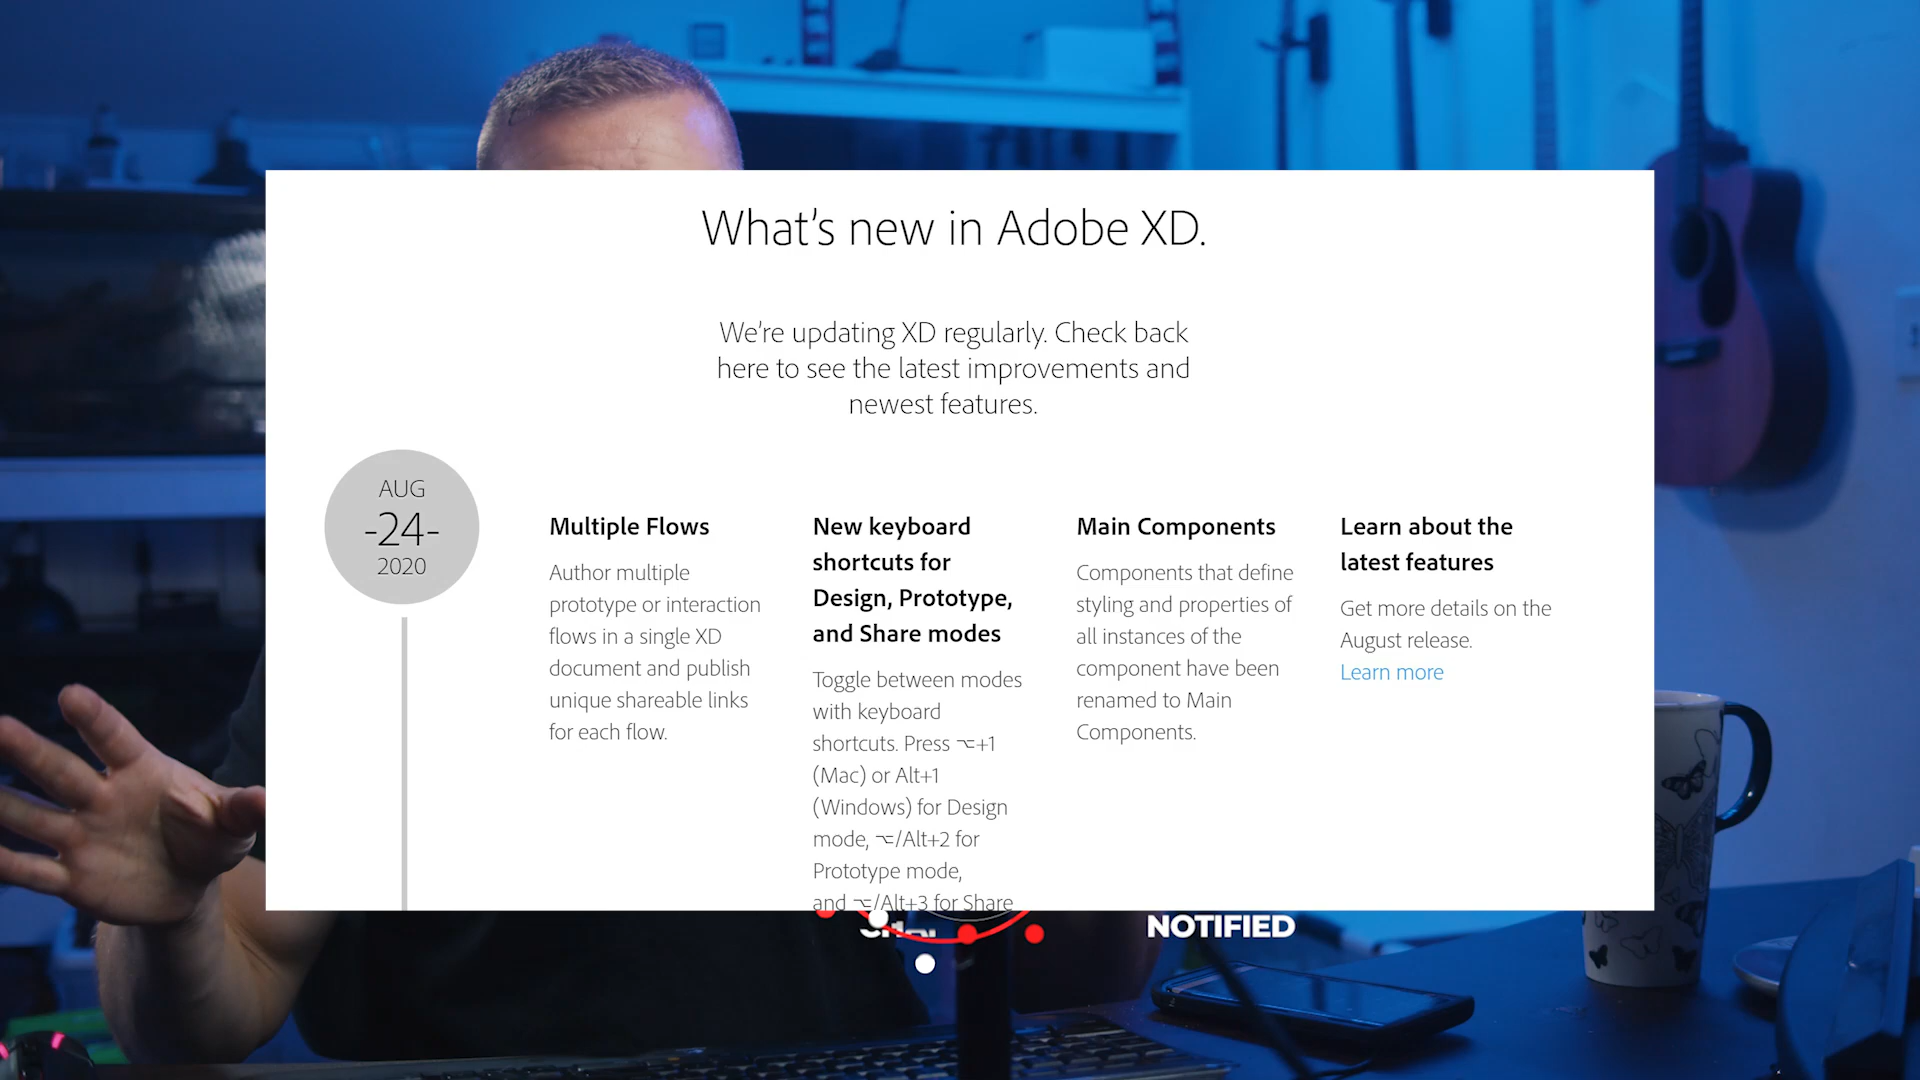 What's new in Adobe XD.
We're updating XD regularly. Check back
here to see the latest improvements and
newest features.
AUG
-24-
2020
Multiple Flows
Author multiple
prototype or interaction
flows in a single XD
document and publish
unique shareable links
for each flow.
New keyboard
shortcuts for
Design, Prototype,
and Share modes
Toggle between modes
with keyboard
shortcuts. Press ⌥+1
(Mac) or Alt+1
(Windows) for Design
mode, ⌥/Alt+2 for
Prototype mode,
and ⌥/Alt+3 for Share
Main Components
Components that define
styling and properties of
all instances of the
component have been
renamed to Main
Components.
Learn about the
latest features
Get more details on the
August release.
Learn more
NOTIFIED